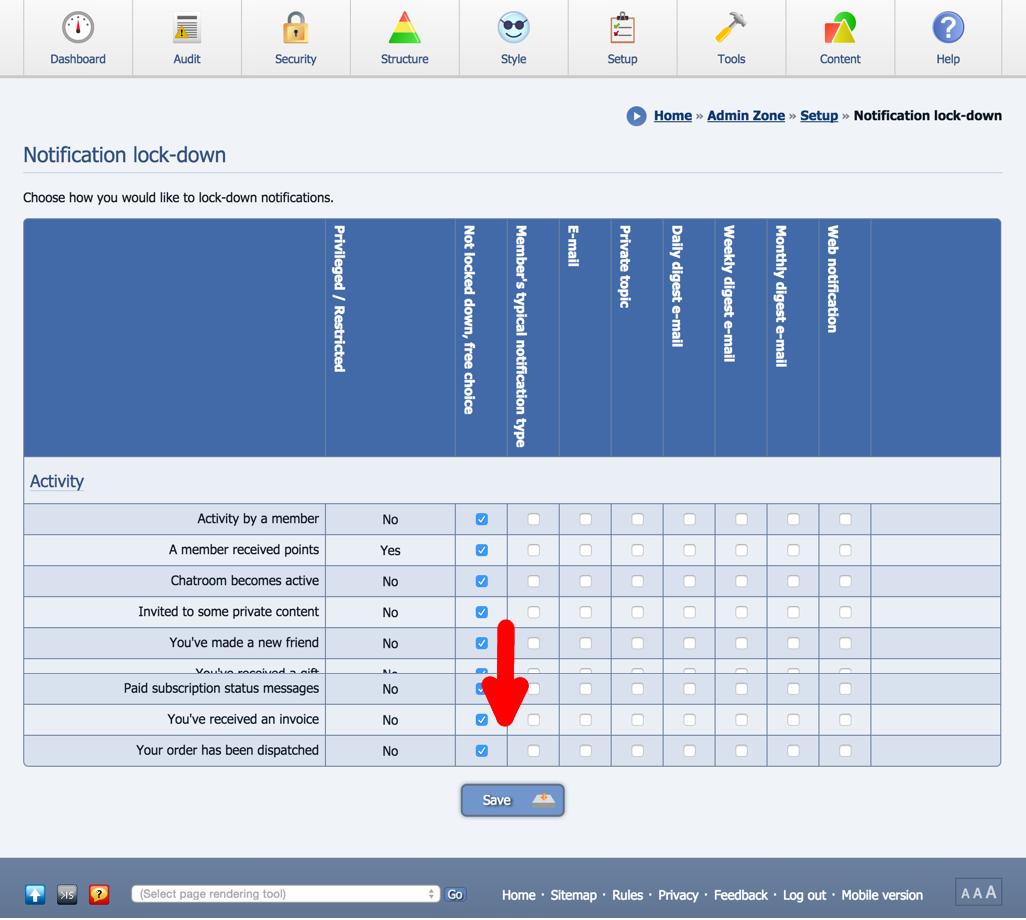 Dashboard Audit Security Structure Style Setup Tools Content Help
Home » Admin Zone » Setup » Notification lock-down
Notification lock-down
Choose how you would like to lock-down notifications.
Privileged / Restricted
Not locked down, free choice
Member's typical notification type
E-mail
Private topic
Daily digest e-mail
Weekly digest e-mail
Monthly digest e-mail
Web notification
Activity
Activity by a member No
A member received points Yes
Chatroom becomes active No
Invited to some private content No
You've made a new friend No
You've received a gift No
Paid subscription status messages No
You've received an invoice No
Your order has been dispatched No
Save
(Select page rendering tool) Go Home · Sitemap · Rules · Privacy · Feedback · Log out · Mobile version A A A